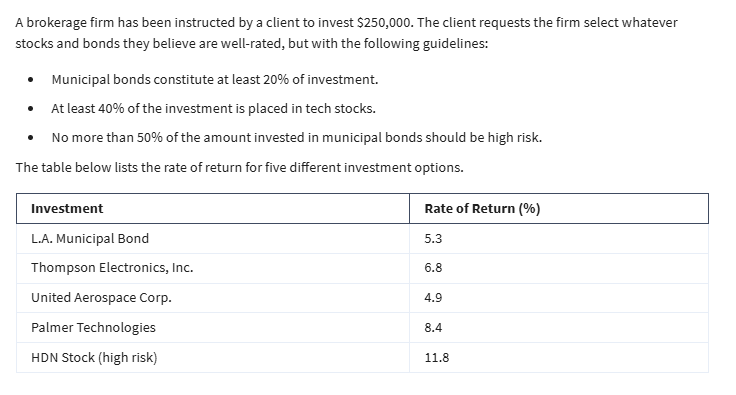 A brokerage firm has been instructed by a client to invest $250,000. The client requests the firm select whatever
stocks and bonds they believe are well-rated, but with the following guidelines:
• Municipal bonds constitute at least 20% of investment.
• At least 40% of the investment is placed in tech stocks.
• No more than 50% of the amount invested in municipal bonds should be high risk.
The table below lists the rate of return for five different investment options.
Investment Rate of Return (%)
L.A. Municipal Bond 5.3
Thompson Electronics, Inc. 6.8
United Aerospace Corp. 4.9
Palmer Technologies 8.4
HDN Stock (high risk) 11.8